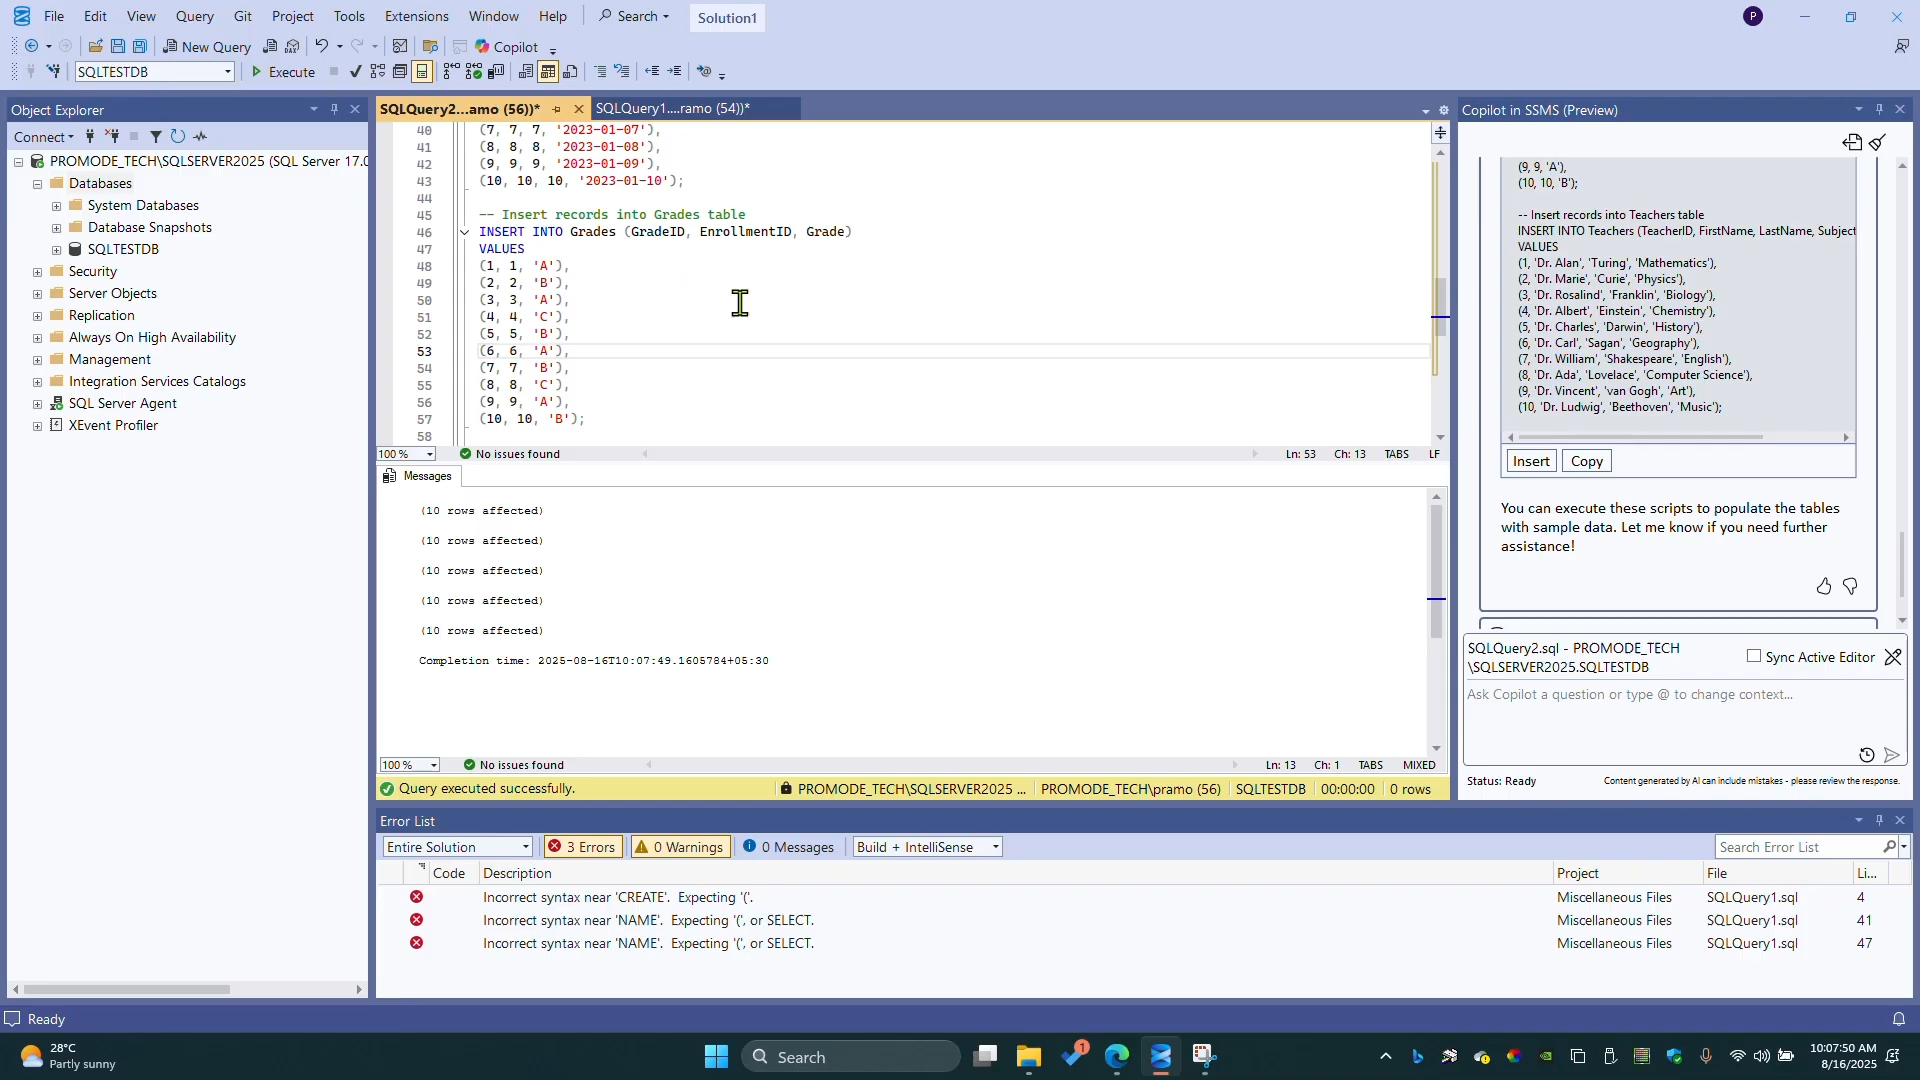 File Edit View Query Git Project Tools Extensions Window Help Search Solution1
P
New Query DAX Copilot
SQLTESTDB Execute
Object Explorer
Connect
PROMODE_TECH\SQLSERVER2025 (SQL Server 17.0
Databases
System Databases
Database Snapshots
SQLTESTDB
Security
Server Objects
Replication
Always On High Availability
Management
Integration Services Catalogs
SQL Server Agent
XEvent Profiler
SQLQuery2...amo (56))* SQLQuery1....ramo (54))*
40 (7, 7, 7, '2023-01-07'),
41 (8, 8, 8, '2023-01-08'),
42 (9, 9, 9, '2023-01-09'),
43 (10, 10, 10, '2023-01-10');
44
45 -- Insert records into Grades table
46 INSERT INTO Grades (GradeID, EnrollmentID, Grade)
47 VALUES
48 (1, 1, 'A'),
49 (2, 2, 'B'),
50 (3, 3, 'A'),
51 (4, 4, 'C'),
52 (5, 5, 'B'),
53 (6, 6, 'A'),
54 (7, 7, 'B'),
55 (8, 8, 'C'),
56 (9, 9, 'A'),
57 (10, 10, 'B');
58
100 % No issues found Ln: 53 Ch: 13 TABS LF
Messages
(10 rows affected)
(10 rows affected)
(10 rows affected)
(10 rows affected)
(10 rows affected)
Completion time: 2025-08-16T10:07:49.1605784+05:30
100 % No issues found Ln: 13 Ch: 1 TABS MIXED
Query executed successfully. PROMODE_TECH\SQLSERVER2025 ... PROMODE_TECH\pramo (56) SQLTESTDB 00:00:00 0 rows
Copilot in SSMS (Preview)
(9, 9, 'A'),
(10, 10, 'B');
-- Insert records into Teachers table
INSERT INTO Teachers (TeacherID, FirstName, LastName, Subject
VALUES
(1, 'Dr. Alan', 'Turing', 'Mathematics'),
(2, 'Dr. Marie', 'Curie', 'Physics'),
(3, 'Dr. Rosalind', 'Franklin', 'Biology'),
(4, 'Dr. Albert', 'Einstein', 'Chemistry'),
(5, 'Dr. Charles', 'Darwin', 'History'),
(6, 'Dr. Carl', 'Sagan', 'Geography'),
(7, 'Dr. William', 'Shakespeare', 'English'),
(8, 'Dr. Ada', 'Lovelace', 'Computer Science'),
(9, 'Dr. Vincent', 'van Gogh', 'Art'),
(10, 'Dr. Ludwig', 'Beethoven', 'Music');
Insert Copy
You can execute these scripts to populate the tables
with sample data. Let me know if you need further
assistance!
SQLQuery2.sql - PROMODE_TECH
\SQLSERVER2025.SQLTESTDB
Sync Active Editor
Ask Copilot a question or type @ to change context...
Status: Ready Content generated by AI can include mistakes - please review the response.
Error List
Entire Solution 3 Errors 0 Warnings 0 Messages Build + IntelliSense Search Error List
Code Description Project File Li...
Incorrect syntax near 'CREATE'. Expecting '('. Miscellaneous Files SQLQuery1.sql 4
Incorrect syntax near 'NAME'. Expecting '(', or SELECT. Miscellaneous Files SQLQuery1.sql 41
Incorrect syntax near 'NAME'. Expecting '(', or SELECT. Miscellaneous Files SQLQuery1.sql 47
Ready
28°C
Partly sunny
Search
1
10:07:50 AM
8/16/2025